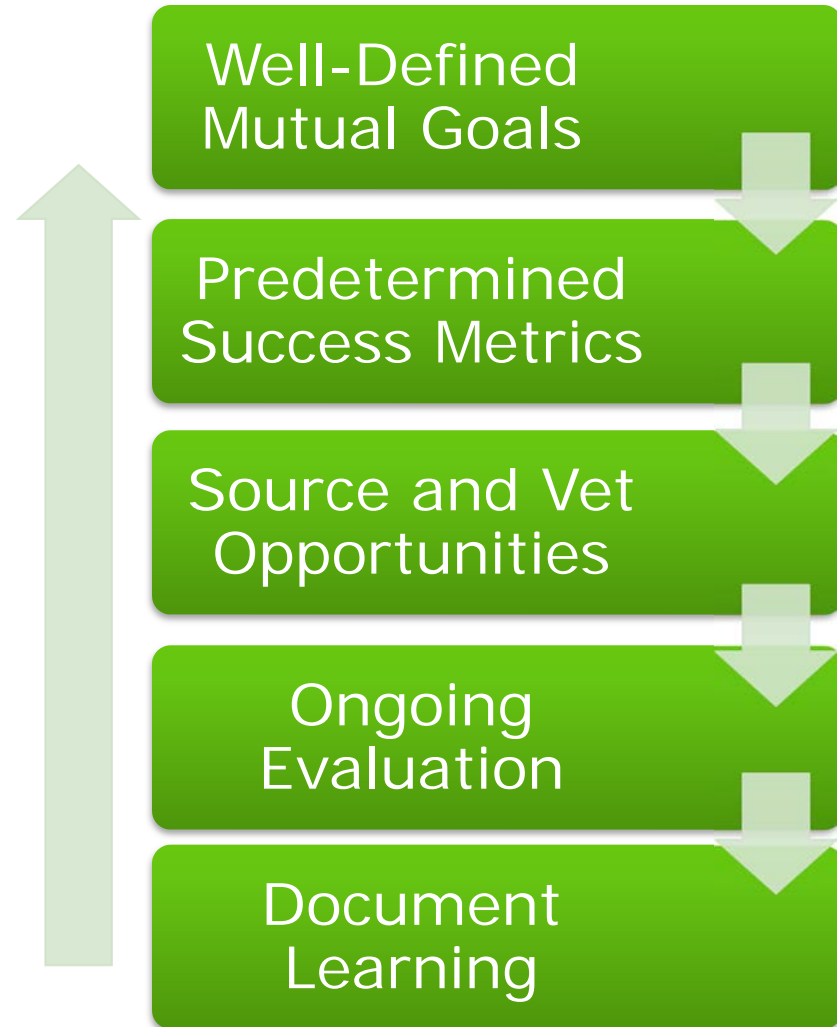 Well-Defined
Mutual Goals
Predetermined
Success Metrics
Source and Vet
Opportunities
Ongoing
Evaluation
Document
Learning